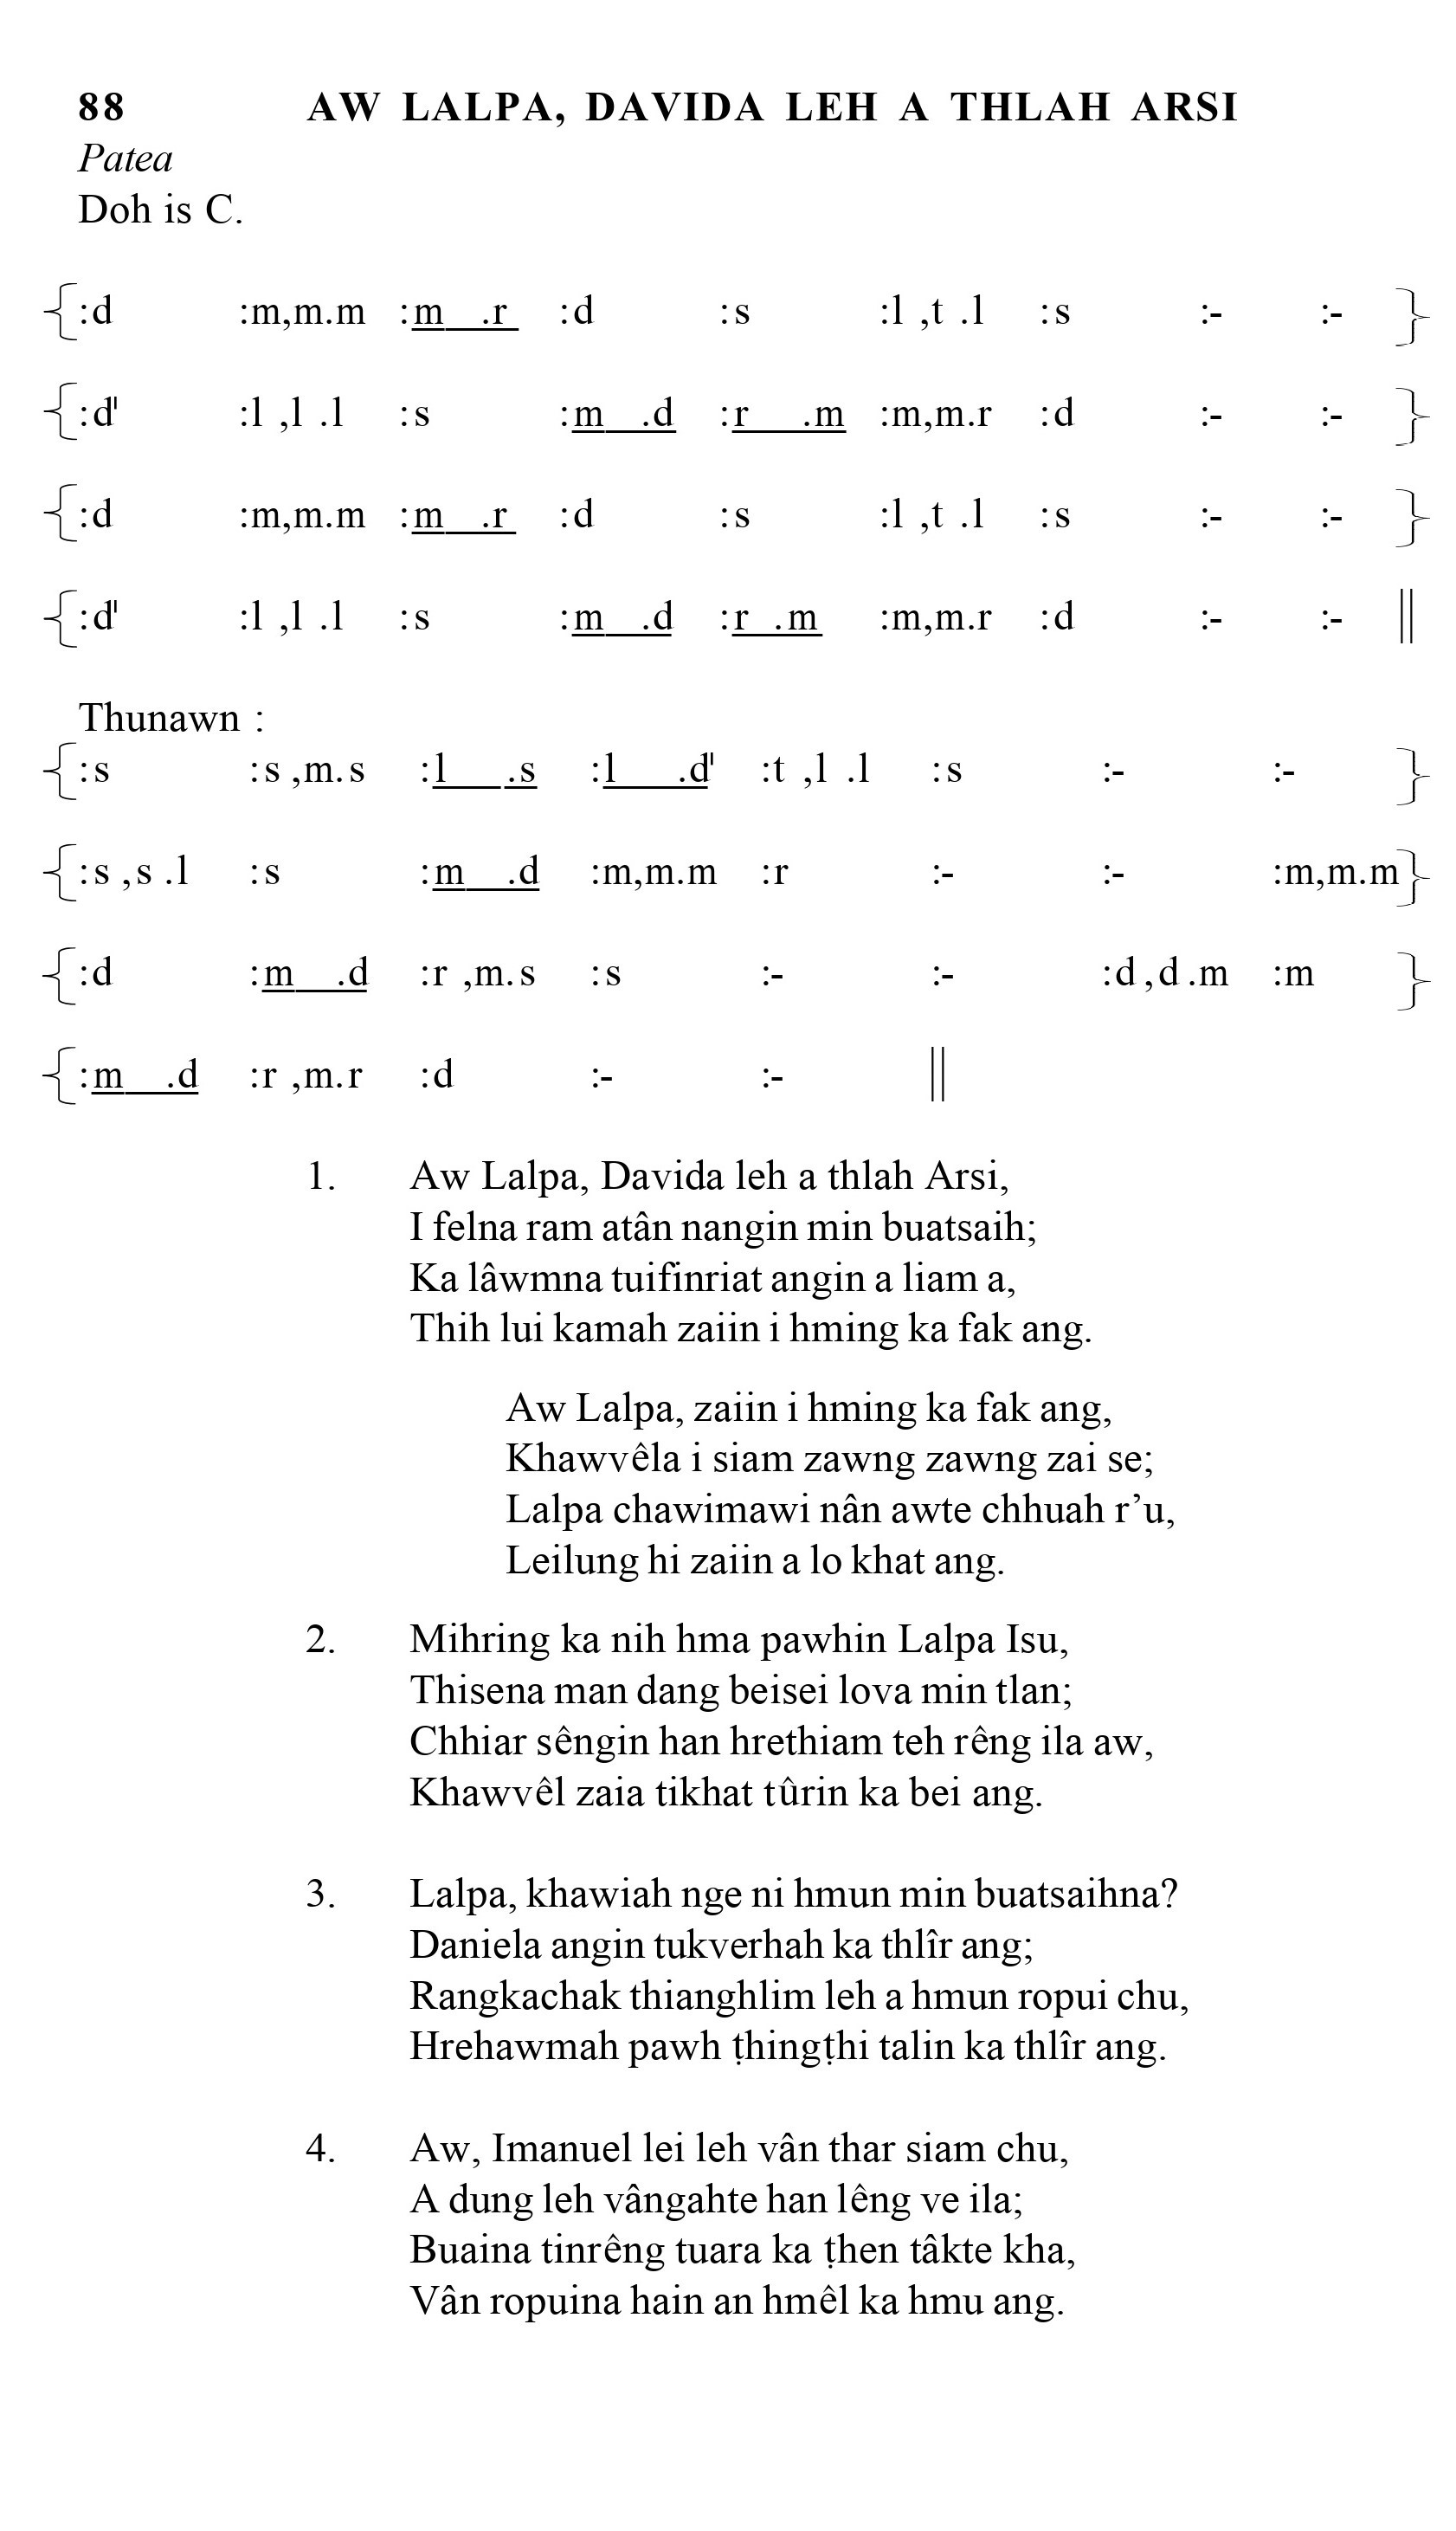 88 AW LALPA, DAVIDA LEH A THLAH ARSI
Patea
Doh is C.
{:d :m,m.m :m .r :d :s :l ,t .l :s :- :- }
{:d' :l ,l .l :s :m .d :r .m :m,m.r :d :- :- }
{:d :m,m.m :m .r :d :s :l ,t .l :s :- :- }
{:d' :l ,l .l :s :m .d :r .m :m,m.r :d :- :- ||
Thunawn :
{:s :s ,m.s :l .s :l .d' :t ,l .l :s :- :- }
{:s ,s .l :s :m .d :m,m.m :r :- :- :m,m.m}
{:d :m .d :r ,m.s :s :- :- :d ,d .m :m }
{:m .d :r ,m.r :d :- :- ||
1. Aw Lalpa, Davida leh a thlah Arsi,
I felna ram atân nangin min buatsaih;
Ka lâwmna tuifinriat angin a liam a,
Thih lui kamah zaiin i hming ka fak ang.
Aw Lalpa, zaiin i hming ka fak ang,
Khawvêla i siam zawng zawng zai se;
Lalpa chawimawi nân awte chhuah r’u,
Leilung hi zaiin a lo khat ang.
2. Mihring ka nih hma pawhin Lalpa Isu,
Thisena man dang beisei lova min tlan;
Chhiar sêngin han hrethiam teh rêng ila aw,
Khawvêl zaia tikhat tûrin ka bei ang.
3. Lalpa, khawiah nge ni hmun min buatsaihna?
Daniela angin tukverhah ka thlîr ang;
Rangkachak thianghlim leh a hmun ropui chu,
Hrehawmah pawh ṭhingṭhi talin ka thlîr ang.
4. Aw, Imanuel lei leh vân thar siam chu,
A dung leh vângahte han lêng ve ila;
Buaina tinrêng tuara ka ṭhen tâkte kha,
Vân ropuina hain an hmêl ka hmu ang.